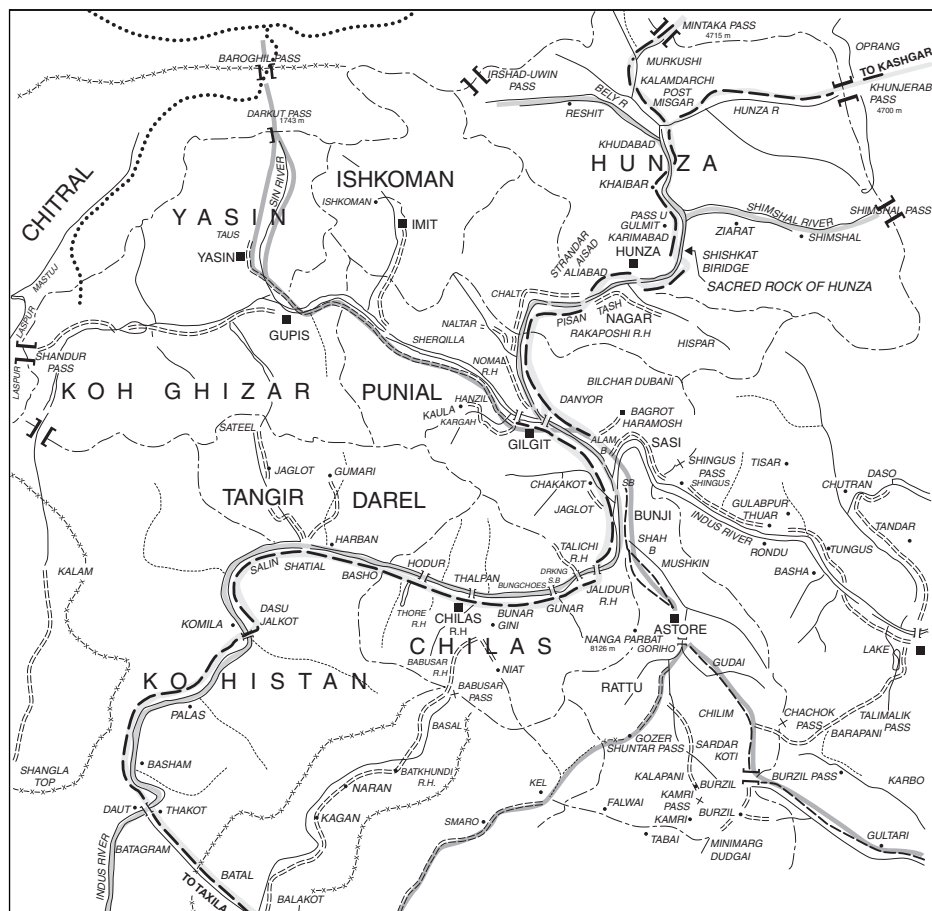 MINTAKA PASS
4715 m
OPRANG
BAROGHIL PASS
MURKUSHI
TO KASHGAR
IRSHAD-UWIN
PASS
KALAMDARCHI
POST
MISGAR
KHUNJERAB
PASS
4700 m
BELY R
RESHIT
HUNZA R
DARKUT PASS
1743 m
KHUDABAD
HUNZA
CHITRAL
ISHKOMAN
SIN RIVER
ISHKOMAN
KHAIBAR
YASIN
TAUS
IMIT
PASS U
GULMIT
KARIMABAD
HUNZA
SHIMSHAL RIVER
SHIMSHAL PASS
ZIARAT
SHIMSHAL
YASIN
STRANDAR
AISAD
ALIABAD
SHISHKAT
BIRIDGE
SACRED ROCK OF HUNZA
MASTUJ
LASPUR
CHALT
PISAN
TASH
NAGAR
RAKAPOSHI R.H
HISPAR
GUPIS
NALTAR
SHERQILLA
NOMAL
R.H
SHANDUR
PASS
LASPUR
KOH GHIZAR
PUNIAL
BILCHAR DUBANI
DANYOR
HANZIL
KAULA
KARGAH
BAGROT
HARAMOSH
SATEEL
GILGIT
ALAM
B
SASI
JAGLOT
GUMARI
SHINGUS
PASS
SHINGUS
TISAR
DASO
CHUTRAN
TANGIR
DAREL
CHAKAKOT
SB
GULABPUR
THUAR
JAGLOT
BUNJI
INDUS RIVER
TANDAR
HARBAN
TALICHI
R.H
SHAH
B
RONDU
TUNGUS
SALIN
SHATIAL
HODUR
BASHO
THALPAN
DRKNG
S.B
BUNGCHOES
MUSHKIN
BASHA
KALAM
JALIDUR
R.H
GUNAR
THORE
R.H
CHILAS
R.H
BUNAR
GINI
KOMILA
DASU
JALKOT
ASTORE
CHILAS
NANGA PARBAT
8126 m
GORIHO
LAKE
BABUSAR
R.H
NIAT
GUDAI
KOHISTAN
BABUSAR
PASS
RATTU
PALAS
CHILIM
CHACHOK
PASS
TALIMALIK
PASS
BARAPANI
BASAL
GOZER
SHUNTAR PASS
SARDAR
KOTI
SHANGLA
TOP
BASHAM
BATKHUNDI
R.H.
NARAN
KEL
KALAPANI
BURZIL
BURZIL PASS
KARBO
DAUT
THAKOT
KAGAN
SMARO
FALWAI
KAMRI
PASS
KAMRI
BURZIL
TABAI
MINIMARG
DUDGAI
GULTARI
BATAGRAM
INDUS RIVER
BATAL
TO TAXILA
BALAKOT